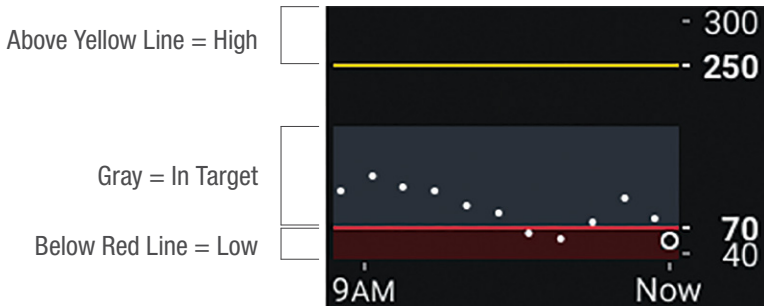 Above Yellow Line = High
300
250
Gray = In Target
70
Below Red Line = Low
40
9AM
Now